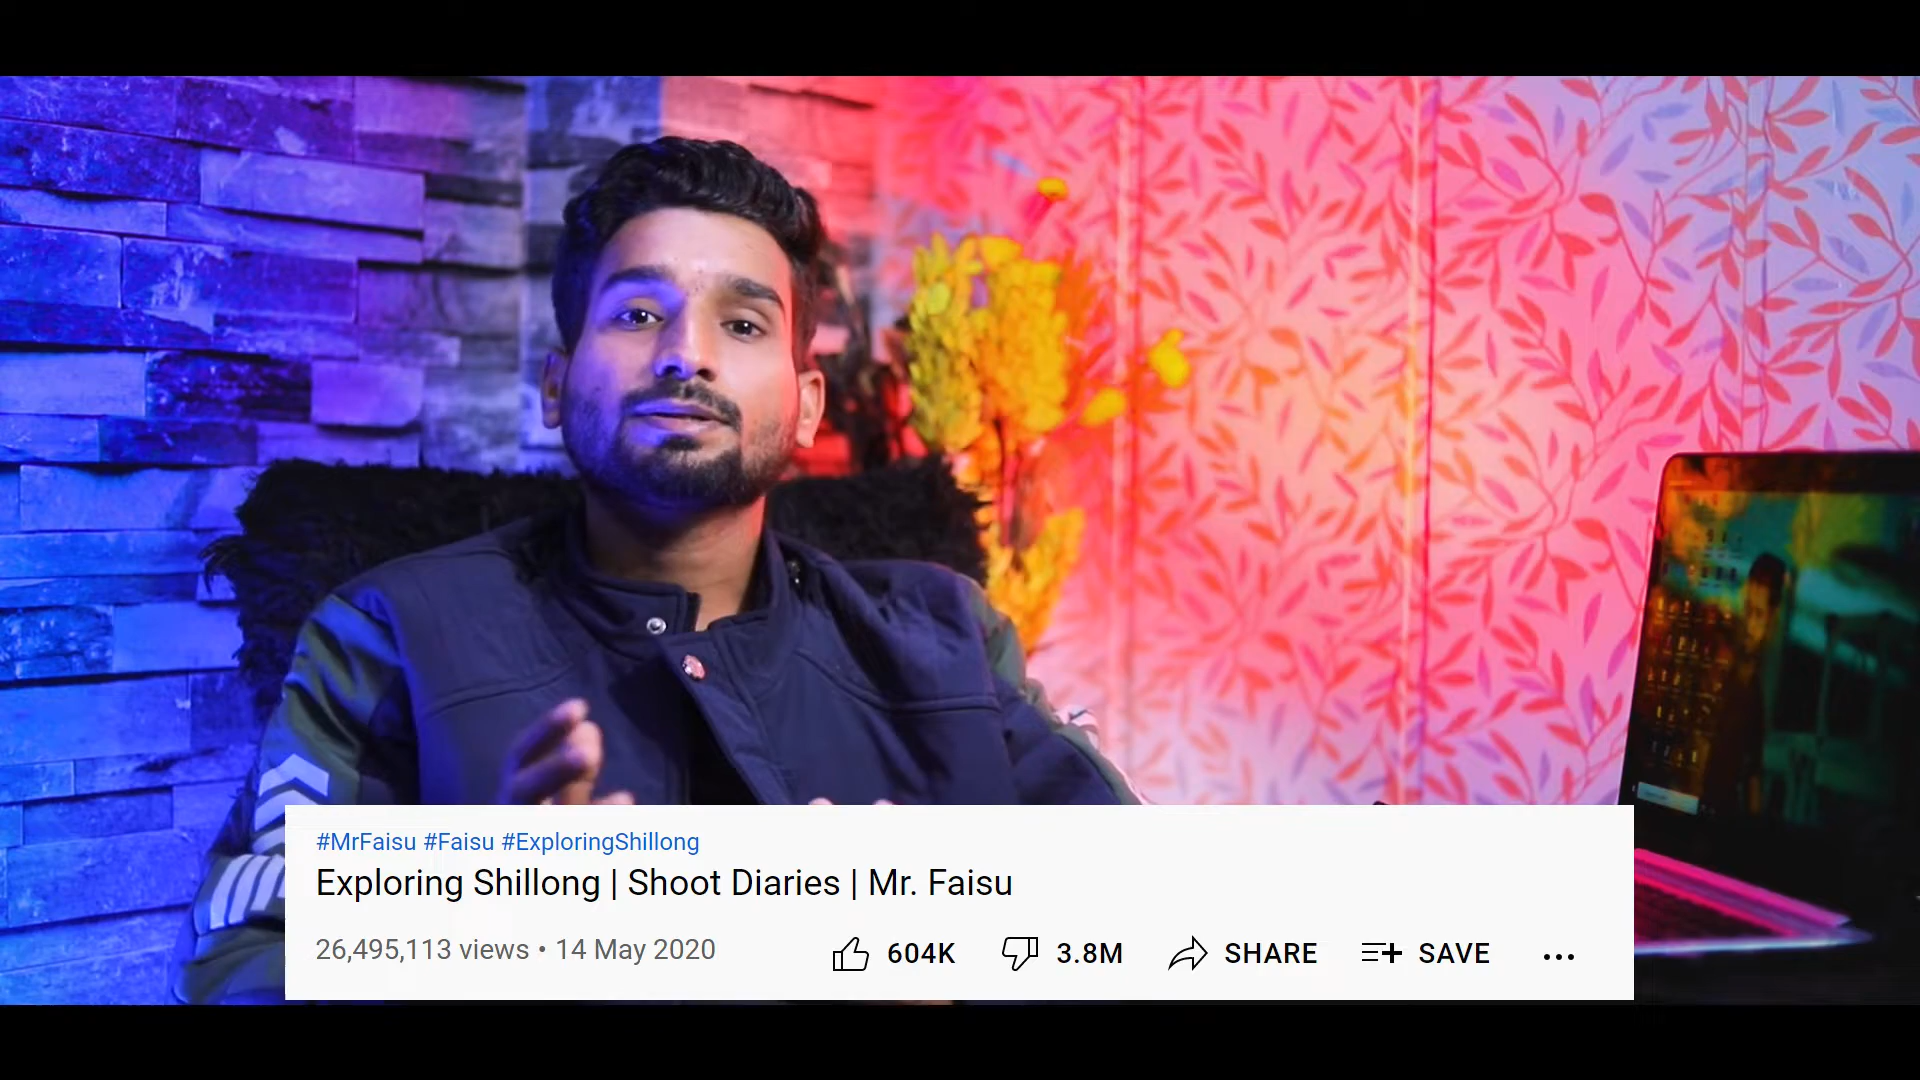 #MrFaisu #Faisu #ExploringShillong
Exploring Shillong | Shoot Diaries | Mr. Faisu
26,495,113 views • 14 May 2020 604K 3.8M SHARE SAVE